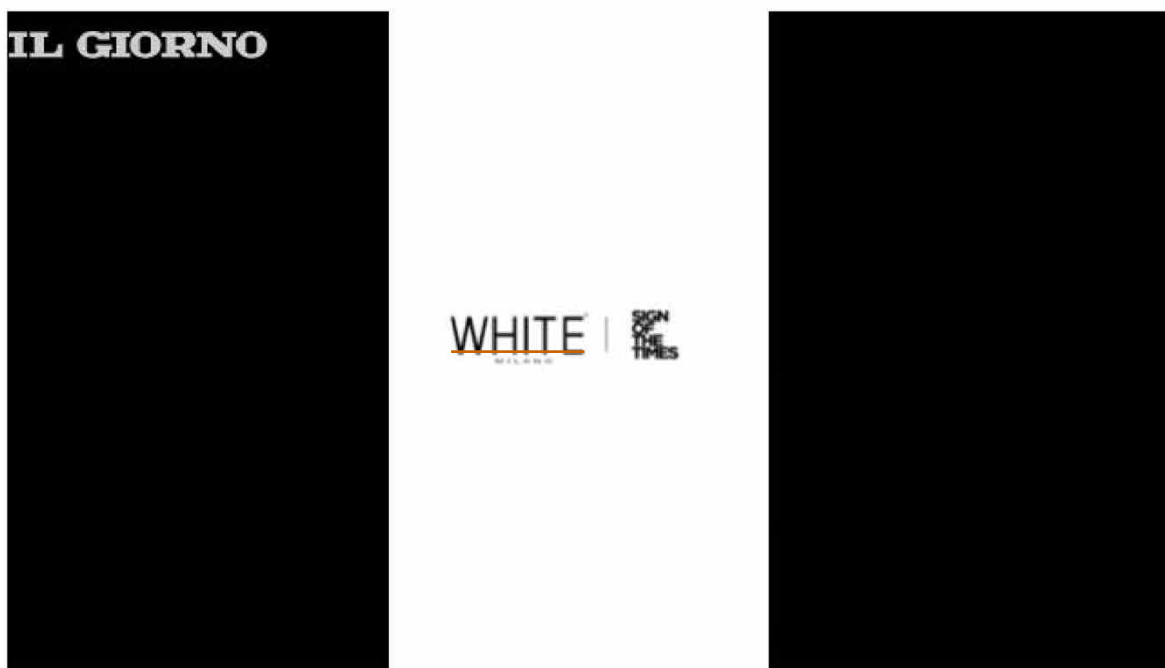 IL GIORNO
WHITE
MILANO
SIGN
OF
THE
TIMES